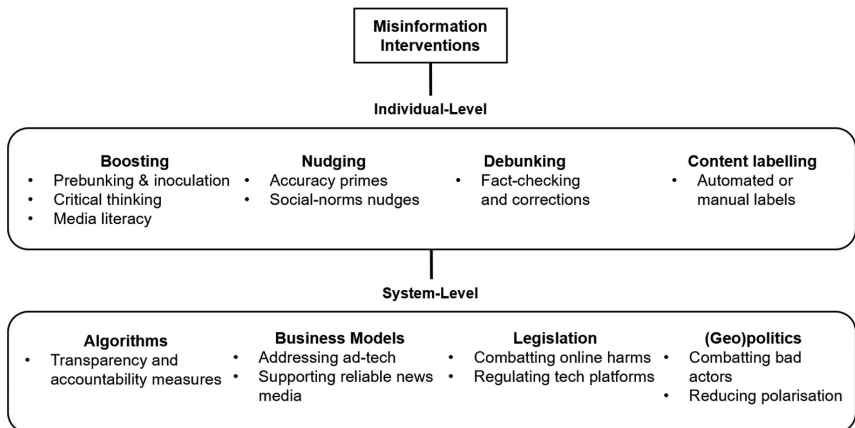 Misinformation
Interventions
Individual-Level
Boosting
• Prebunking & inoculation
• Critical thinking
• Media literacy
Nudging
• Accuracy primes
• Social-norms nudges
Debunking
• Fact-checking
and corrections
Content labelling
• Automated or
manual labels
System-Level
Algorithms
• Transparency and
accountability measures
Business Models
• Addressing ad-tech
• Supporting reliable news
media
Legislation
• Combatting online harms
• Regulating tech platforms
(Geo)politics
• Combatting bad
actors
• Reducing polarisation